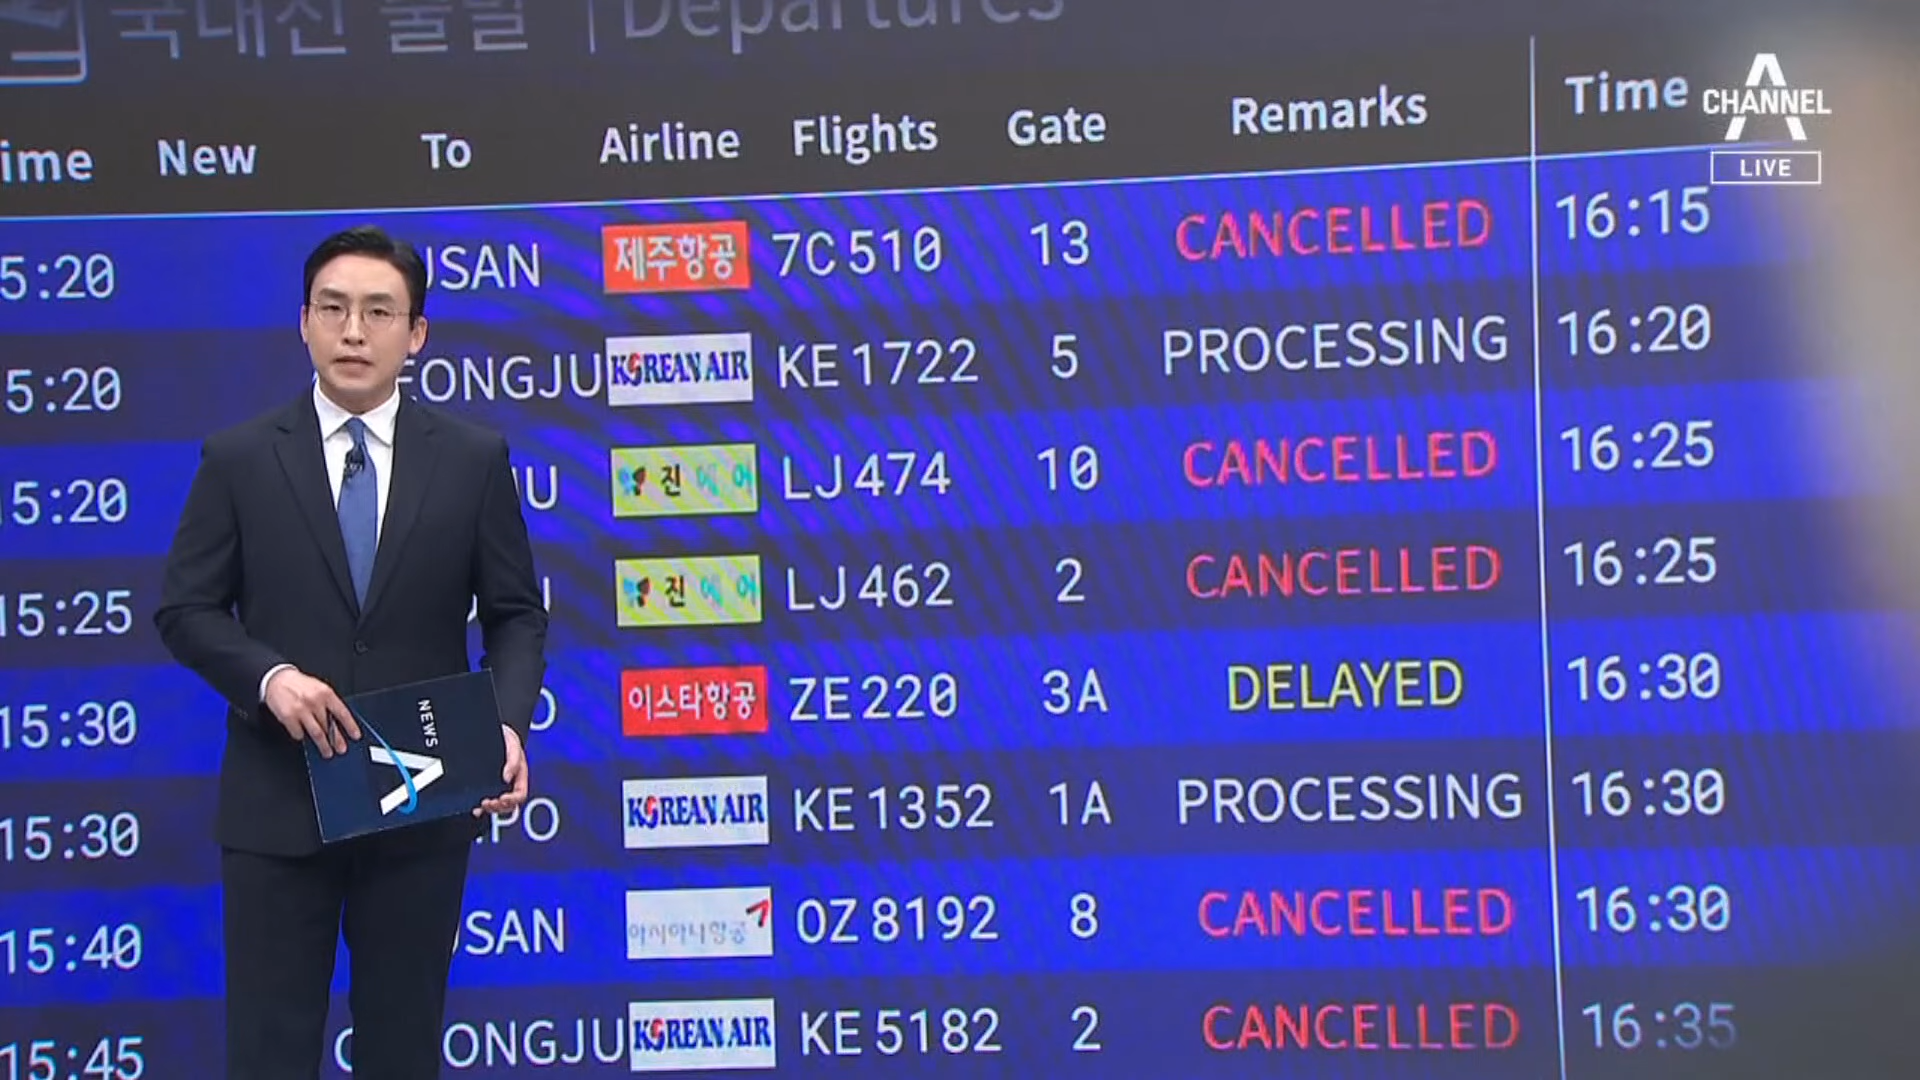 국내선 출발 | Departures
CHANNEL A
LIVE
ime New To Airline Flights Gate Remarks Time
5:20 USAN 제주항공 7C 510 13 CANCELLED 16:15
5:20 EONGJU KOREAN AIR KE 1722 5 PROCESSING 16:20
15:20 U 진에어 LJ 474 10 CANCELLED 16:25
15:25 U 진에어 LJ 462 2 CANCELLED 16:25
15:30 O 이스타항공 ZE 220 3A DELAYED 16:30
15:30 PO KOREAN AIR KE 1352 1A PROCESSING 16:30
15:40 SAN 아시아나항공 OZ 8192 8 CANCELLED 16:30
15:45 C ONGJU KOREAN AIR KE 5182 2 CANCELLED 16:35
NEWS A